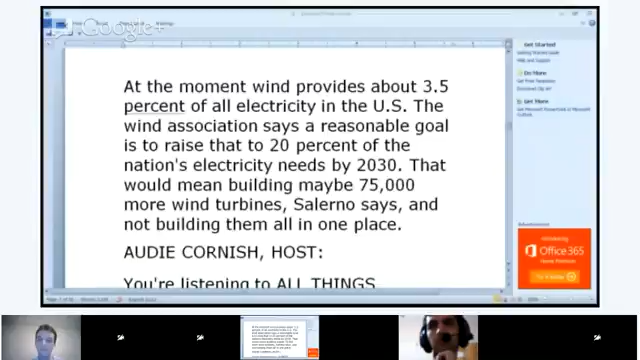 Google+
At the moment wind provides about 3.5
percent of all electricity in the U.S. The
wind association says a reasonable goal
is to raise that to 20 percent of the
nation's electricity needs by 2030. That
would mean building maybe 75,000
more wind turbines, Salerno says, and
not building them all in one place.
AUDIE CORNISH, HOST:
You're listening to ALL THINGS
Get Started
Do More
Get More
Office 365